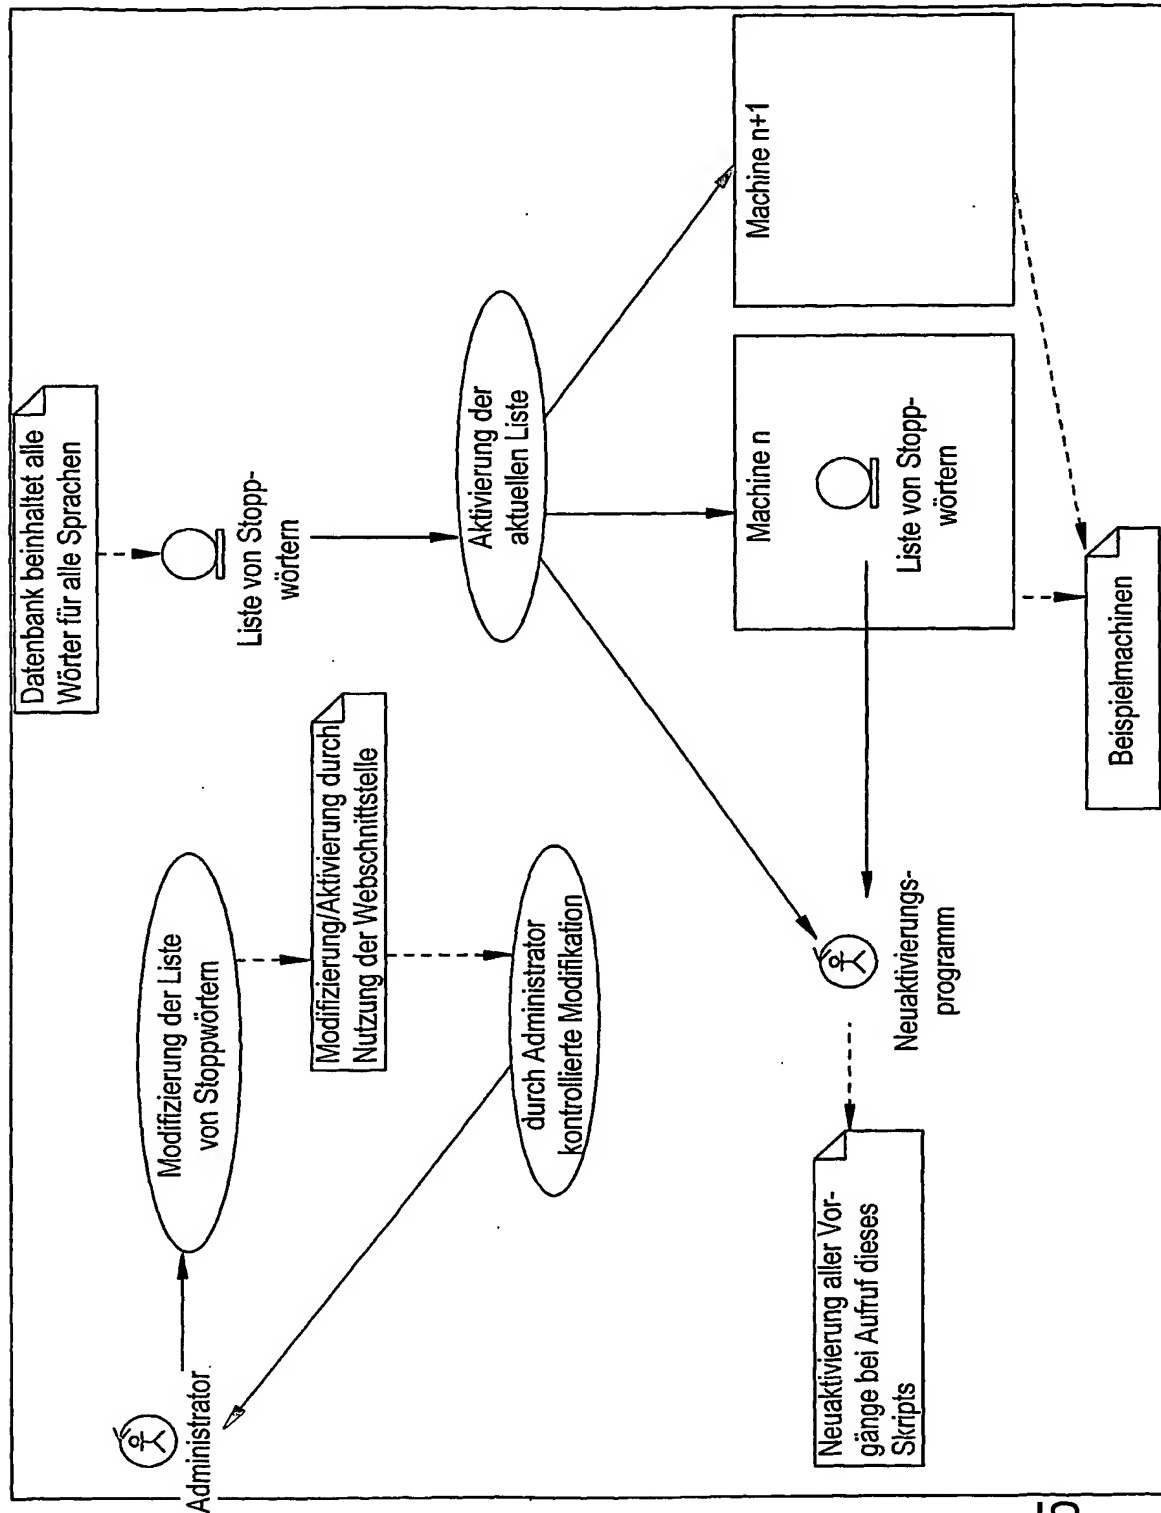 Administrator
Modifizierung der Liste
von Stoppwörtern
Modifizierung/Aktivierung durch
Nutzung der Webschnittstelle
durch Administrator
kontrollierte Modifikation
Datenbank beinhaltet alle
Wörter für alle Sprachen
Liste von Stopp-
wörtern
Aktivierung der
aktuellen Liste
Neuaktivierung aller Vor-
gänge bei Aufruf dieses
Skripts
Neuaktivierungs-
programm
Machine n
Liste von Stopp-
wörtern
Machine n+1
Beispielmachinen
5